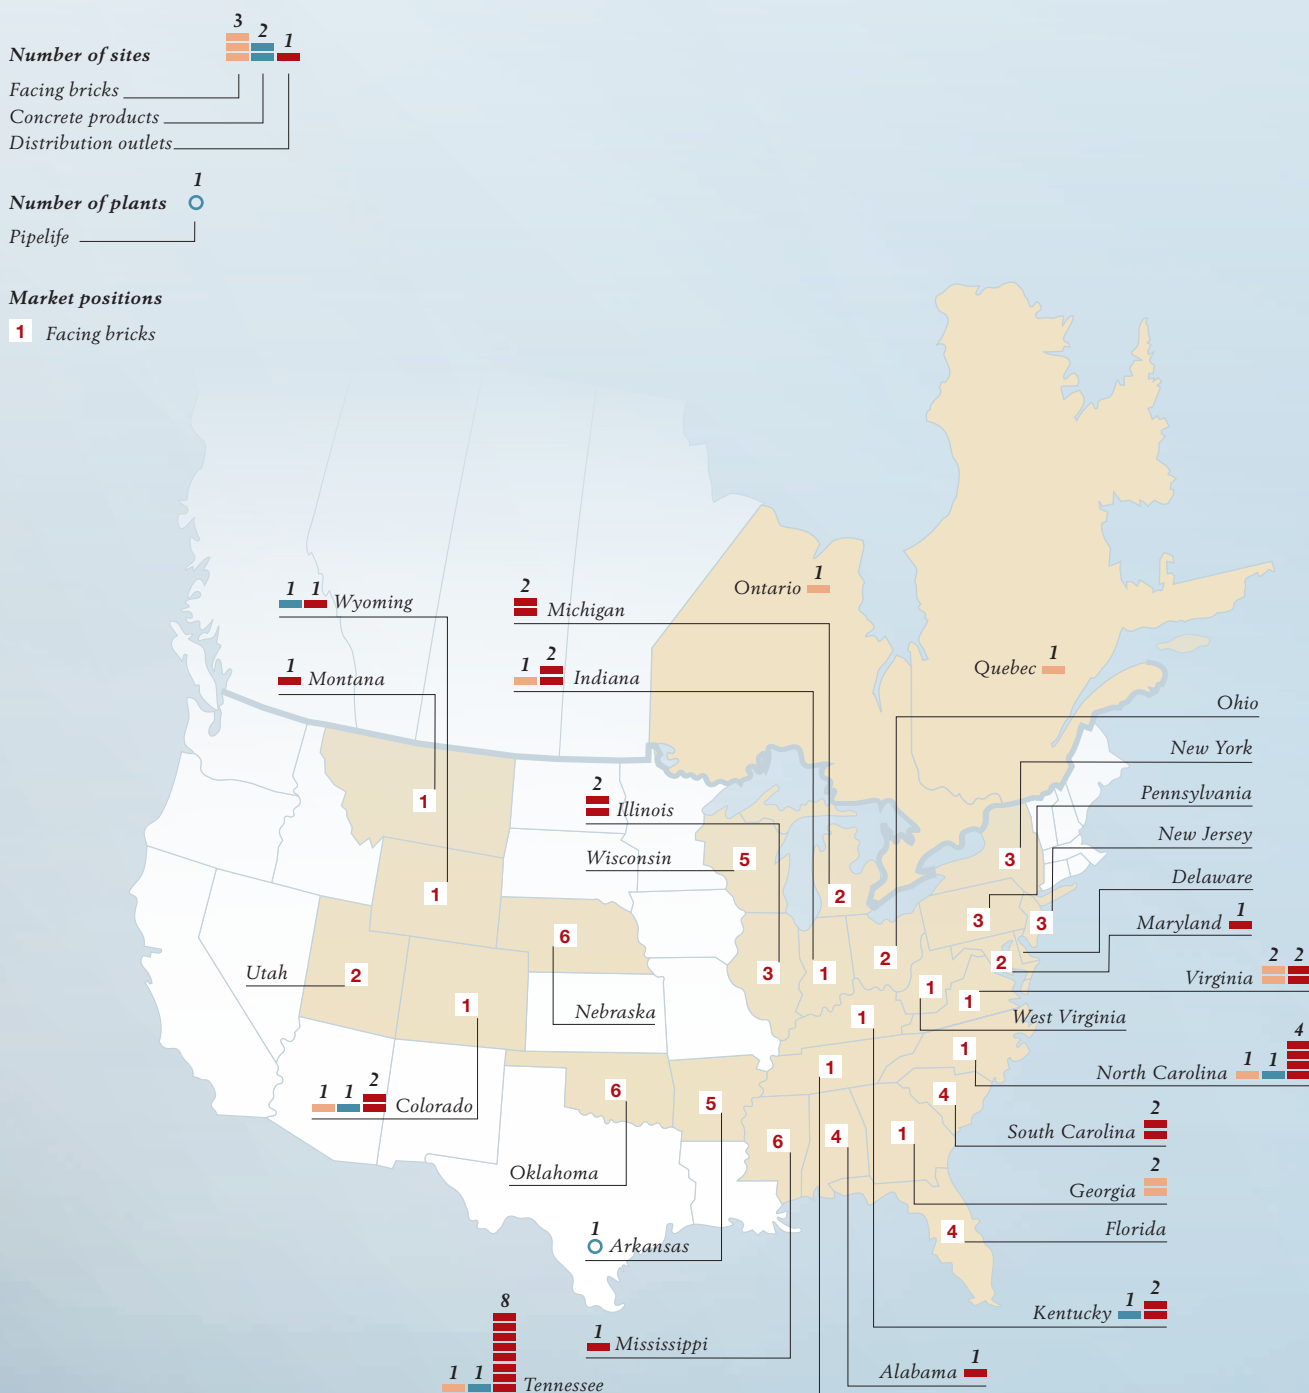 3 2 1
Number of sites
Facing bricks
Concrete products
Distribution outlets
1
Number of plants
Pipelife
Market positions
1 Facing bricks
1 1 Wyoming
2 Michigan
Ontario 1
1 Montana
1 2 Indiana
Quebec 1
Ohio
New York
Pennsylvania
New Jersey
Delaware
Maryland 1
2 2
Virginia
West Virginia
4
1 1
North Carolina
2
South Carolina
2
Georgia
Florida
1 2
Kentucky
1
Alabama
2
Illinois
Wisconsin
Utah
Nebraska
1 1 2
Colorado
Oklahoma
1
Arkansas
1
Mississippi
8
1 1
Tennessee
1
1
5
2
3
3
3
6
2
3
1
2
2
1
1
1
1
1
1
6
5
4
6
4
1
4